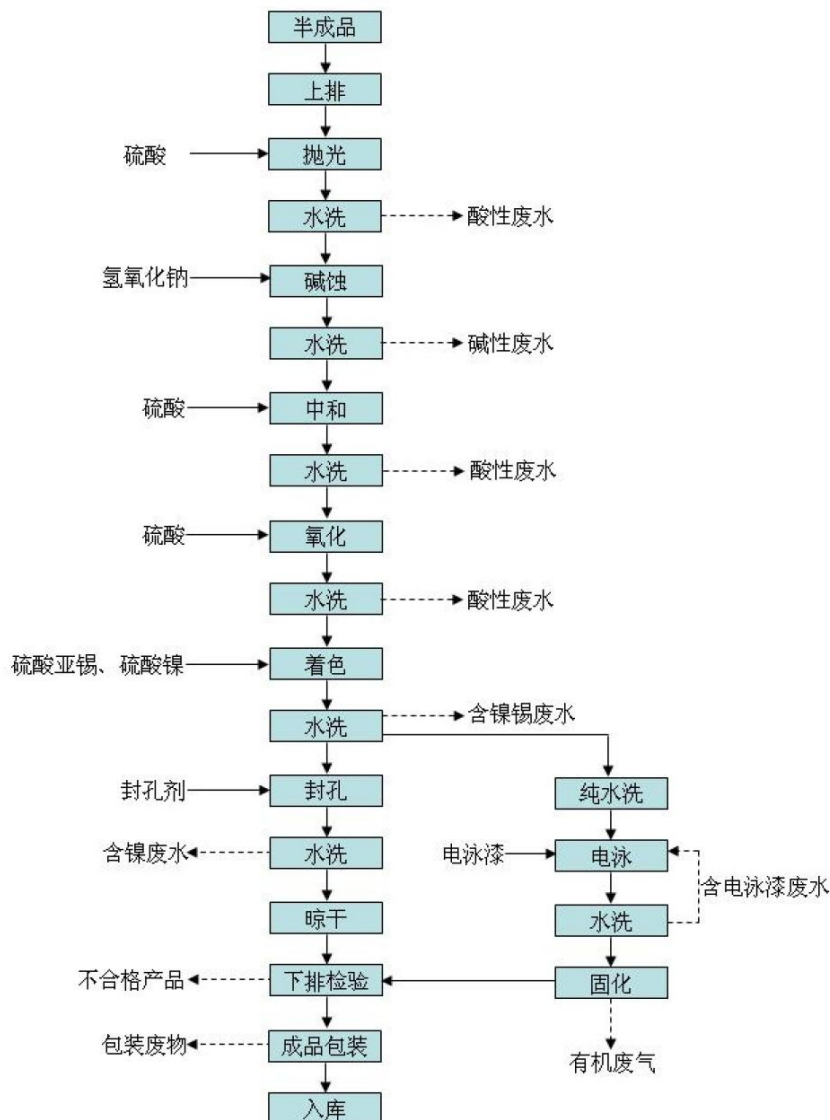 半成品
上排
硫酸
抛光
水洗
酸性废水
氢氧化钠
碱蚀
水洗
碱性废水
硫酸
中和
水洗
酸性废水
硫酸
氧化
水洗
酸性废水
硫酸亚锡、硫酸镍
着色
水洗
含镍锡废水
封孔剂
封孔
纯水洗
含镍废水
水洗
电泳漆
电泳
含电泳漆废水
晾干
水洗
不合格产品
下排检验
固化
包装废物
成品包装
有机废气
入库